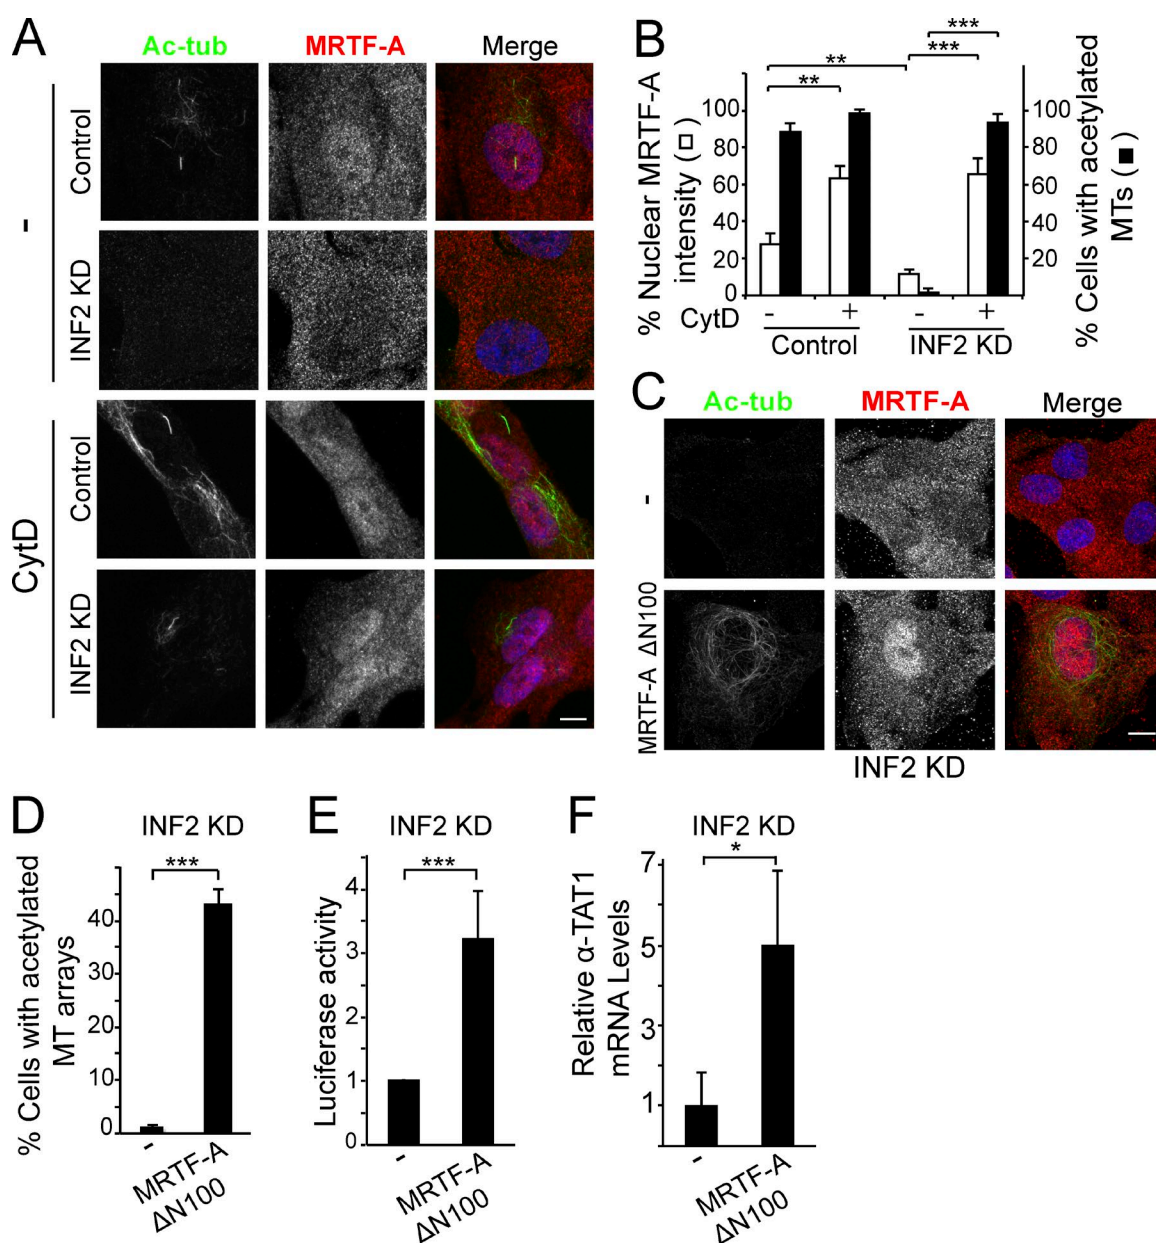 A
Ac-tub MRTF-A Merge
-
Control
INF2 KD
CytD
Control
INF2 KD
B
% Nuclear MRTF-A
intensity ( )
100
80
60
40
20
0
** ** *** ***
% Cells with acetylated
MTs ( )
100
80
60
40
20
CytD - + - +
Control INF2 KD
C
Ac-tub MRTF-A Merge
-
MRTF-A ΔN100
INF2 KD
D
INF2 KD
% Cells with acetylated
MT arrays
***
40
30
20
10
0
-
MRTF-A
ΔN100
E
INF2 KD
Luciferase activity
***
4
3
2
1
0
-
MRTF-A
ΔN100
F
INF2 KD
Relative α-TAT1
mRNA Levels
*
7
5
3
1
-
MRTF-A
ΔN100